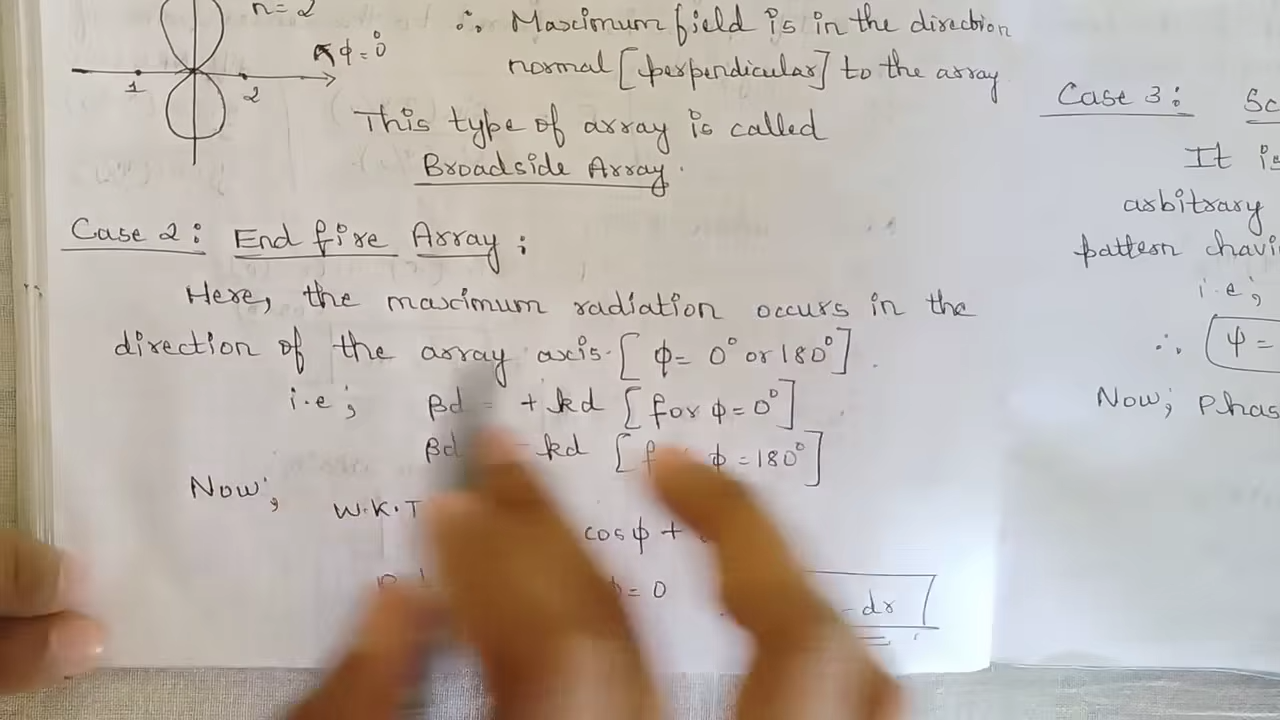 n=2
ϕ=0°
1
2
∴ Maximum field is in the direction
normal [perpendicular] to the array
This type of array is called
Broadside Array.
Case 2: End fire Array:
Here, the maximum radiation occurs in the
direction of the array axis. [ϕ= 0° or 180°].
i.e; βd = + kd [for ϕ=0°]
βd - kd [ ϕ=180°]
Now; W.K.T
cosϕ +
= 0
-dr
Case 3:
It is
arbitrary
pattern
i.e;
∴ ψ =
Now;